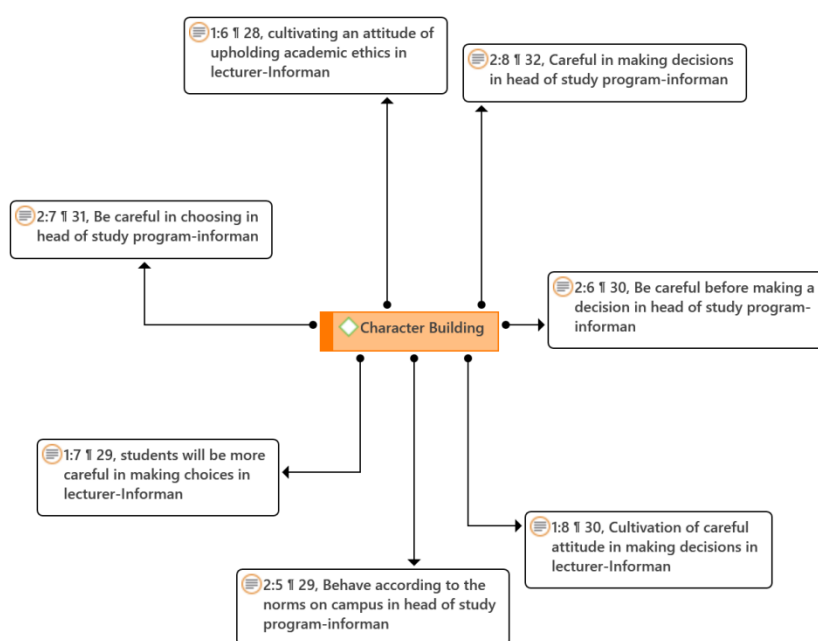 1:6 ¶ 28, cultivating an attitude of
upholding academic ethics in
lecturer-Informan
2:8 ¶ 32, Careful in making decisions
in head of study program-informan
2:7 ¶ 31, Be careful in choosing in
head of study program-informan
2:6 ¶ 30, Be careful before making a
decision in head of study program-
informan
Character Building
1:7 ¶ 29, students will be more
careful in making choices in
lecturer-Informan
1:8 ¶ 30, Cultivation of careful
attitude in making decisions in
lecturer-Informan
2:5 ¶ 29, Behave according to the
norms on campus in head of study
program-informan